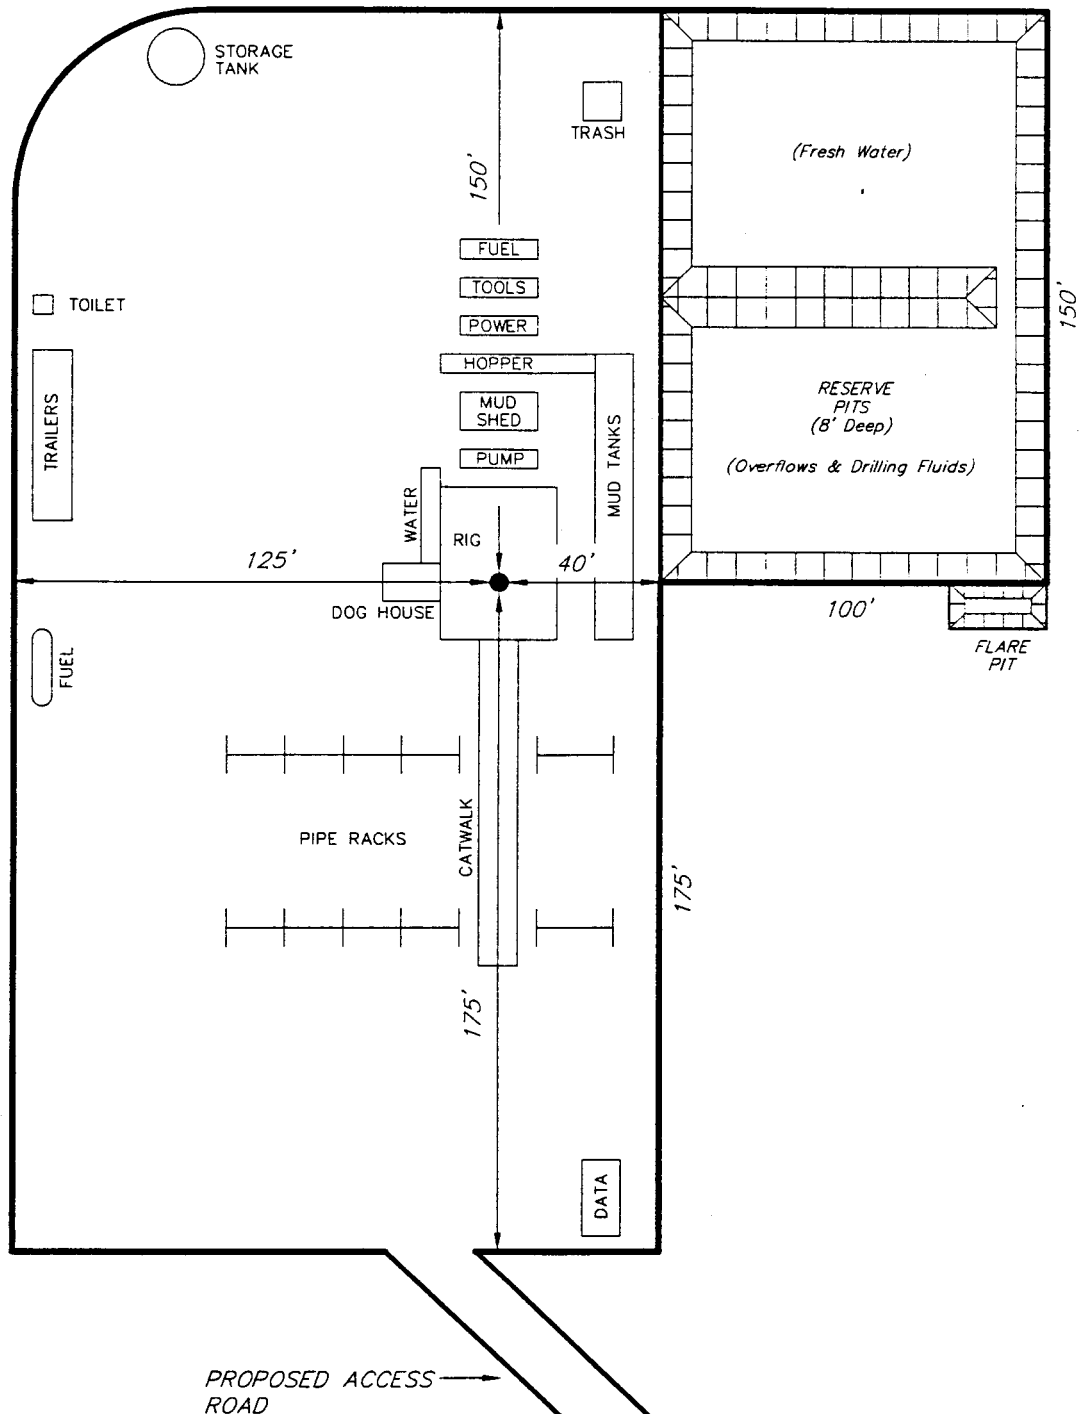 STORAGE
TANK
TRASH
(Fresh Water)
150'
FUEL
TOOLS
TOILET
150'
POWER
HOPPER
MUD
SHED
RESERVE
PITS
(8' Deep)
TRAILERS
PUMP
MUD TANKS
(Overflows & Drilling Fluids)
WATER
RIG
125'
40'
DOG HOUSE
100'
FLARE
PIT
FUEL
PIPE RACKS
CATWALK
175'
175'
DATA
PROPOSED ACCESS
ROAD